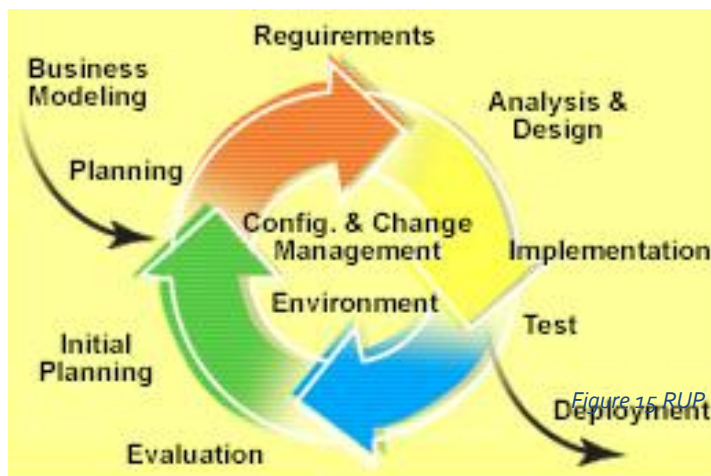 Reguirements
Business
Modeling
Analysis &
Design
Planning
Config. & Change
Management
Implementation
Environment
Test
Initial
Planning
Figure 15 RUP
Deployment
Evaluation